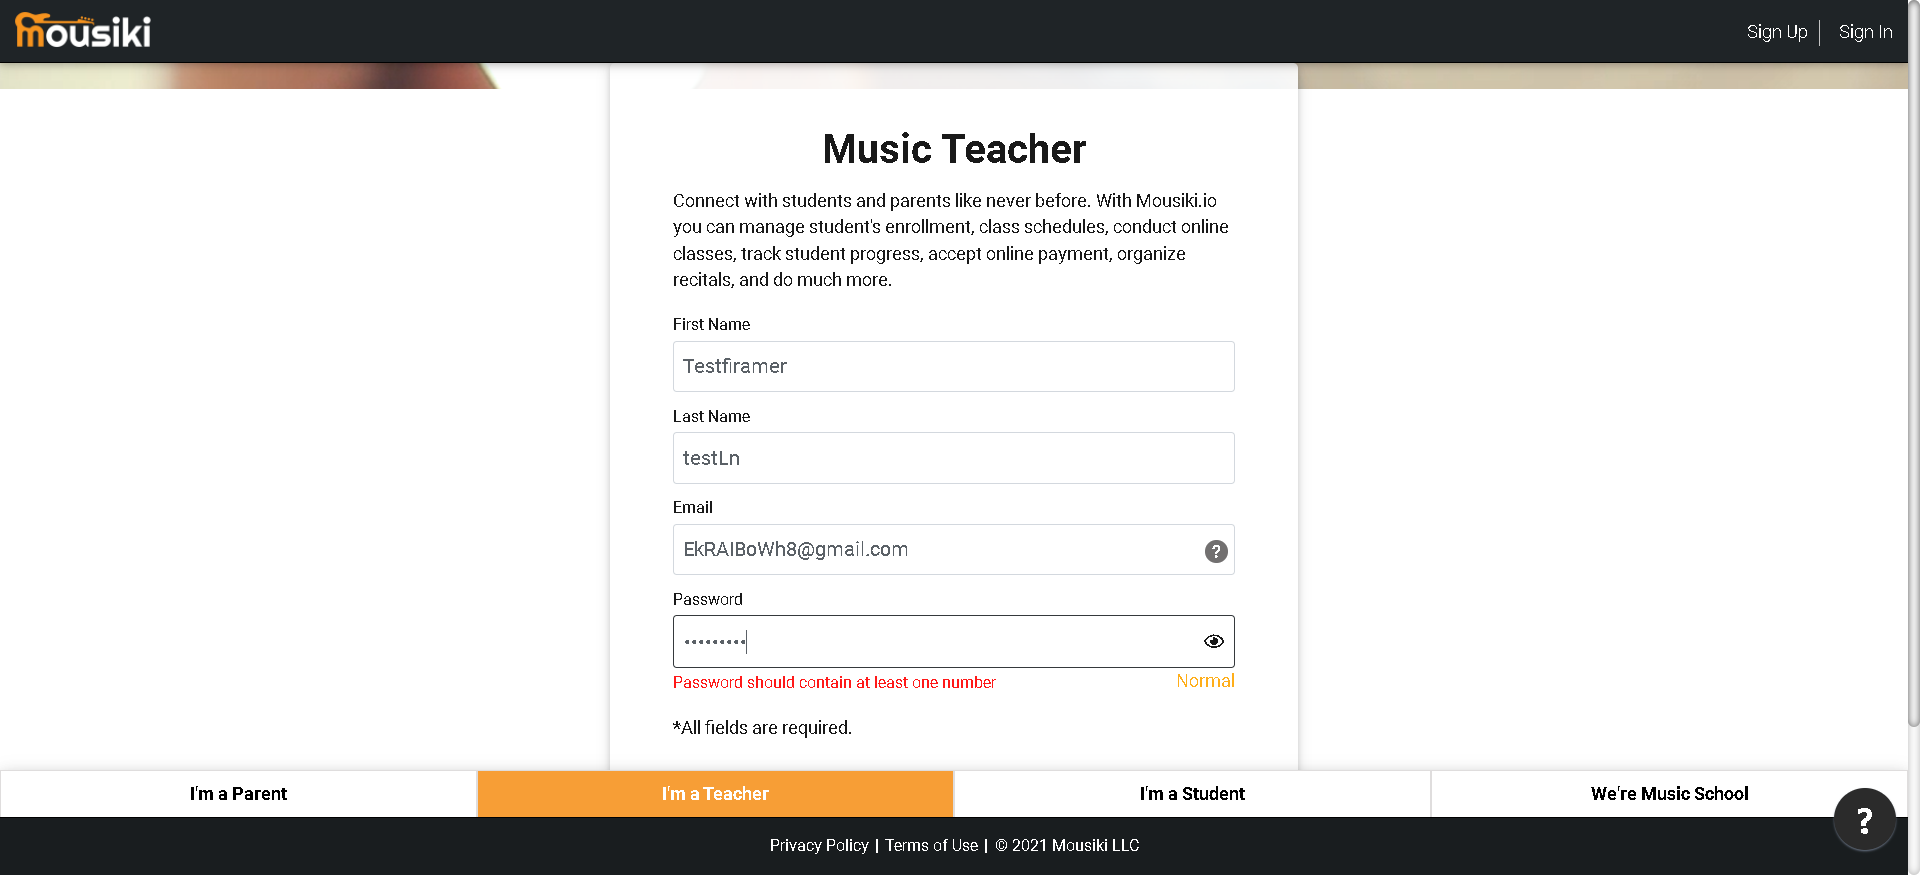 mousiki
Sign Up
Sign In
Music Teacher
Connect with students and parents like never before. With Mousiki.io
you can manage student's enrollment, class schedules, conduct online
classes, track student progress, accept online payment, organize
recitals, and do much more.
First Name
Testfiramer
Last Name
testLn
Email
EkRAIBoWh8@gmail.com
?
Password
•••••••••
Password should contain at least one number
Normal
*All fields are required.
I'm a Parent
I'm a Teacher
I'm a Student
We're Music School
?
Privacy Policy | Terms of Use | © 2021 Mousiki LLC